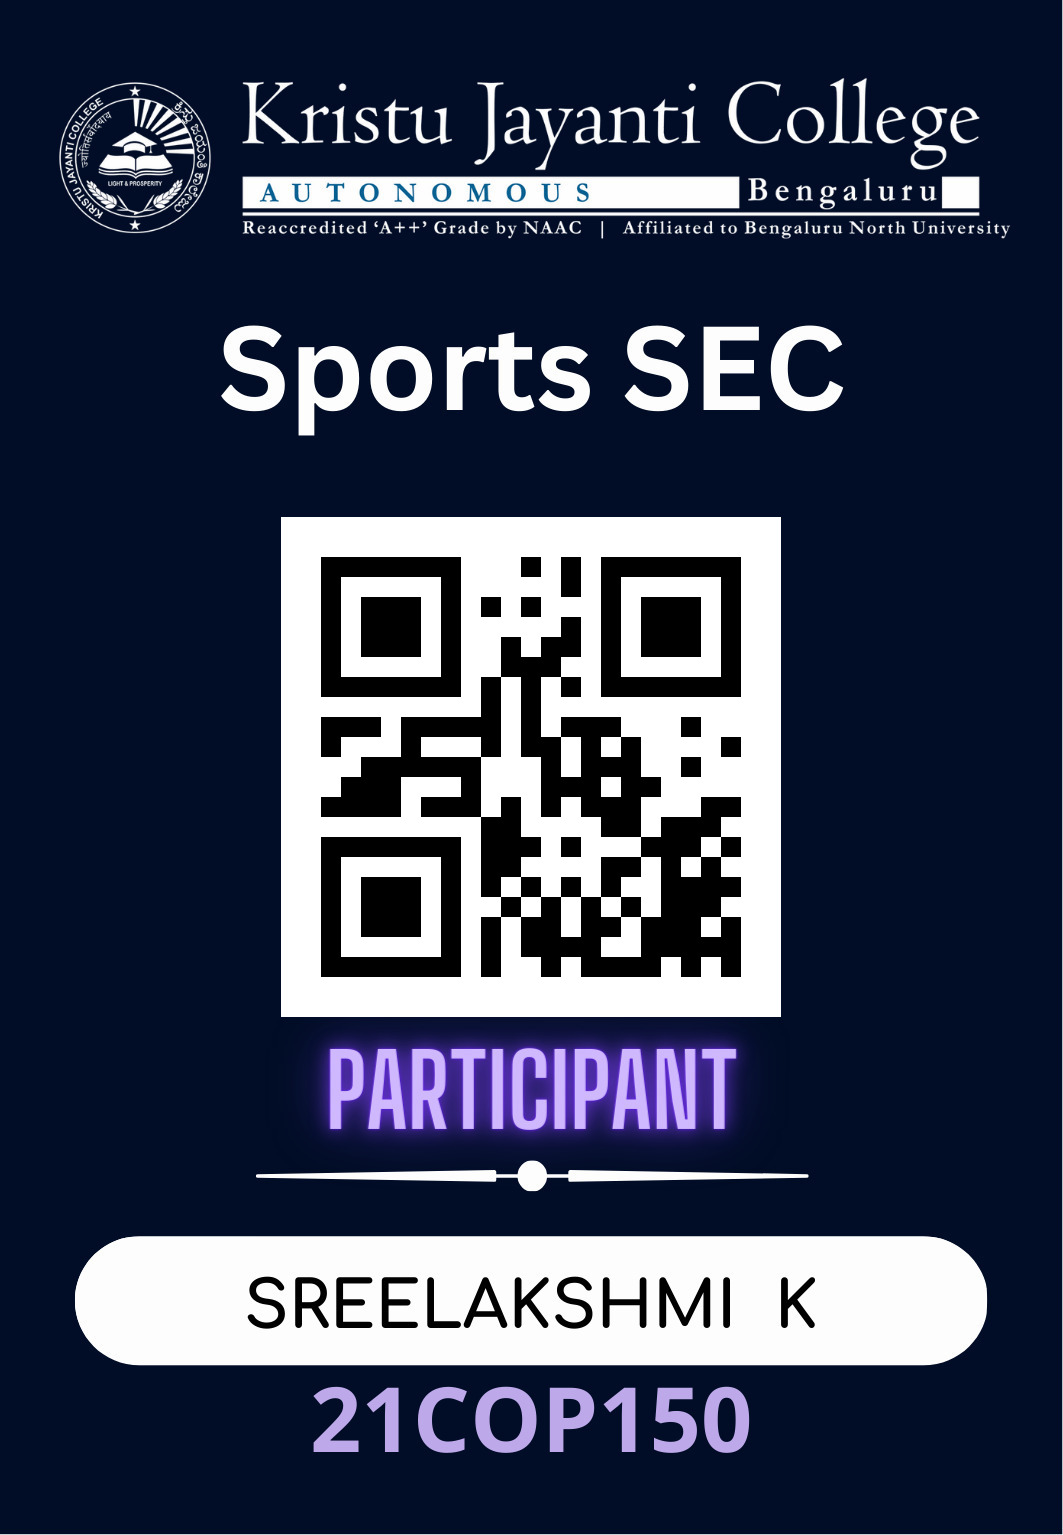 KRISTU JAYANTI COLLEGE
ಕ್ರಿಸ್ತು ಜಯಂತಿ ಕಾಲೇಜು
LIGHT & PROSPERITY
Kristu Jayanti College
AUTONOMOUS Bengaluru
Reaccredited ‘A++’ Grade by NAAC | Affiliated to Bengaluru North University
Sports SEC
PARTICIPANT
SREELAKSHMI K
21COP150